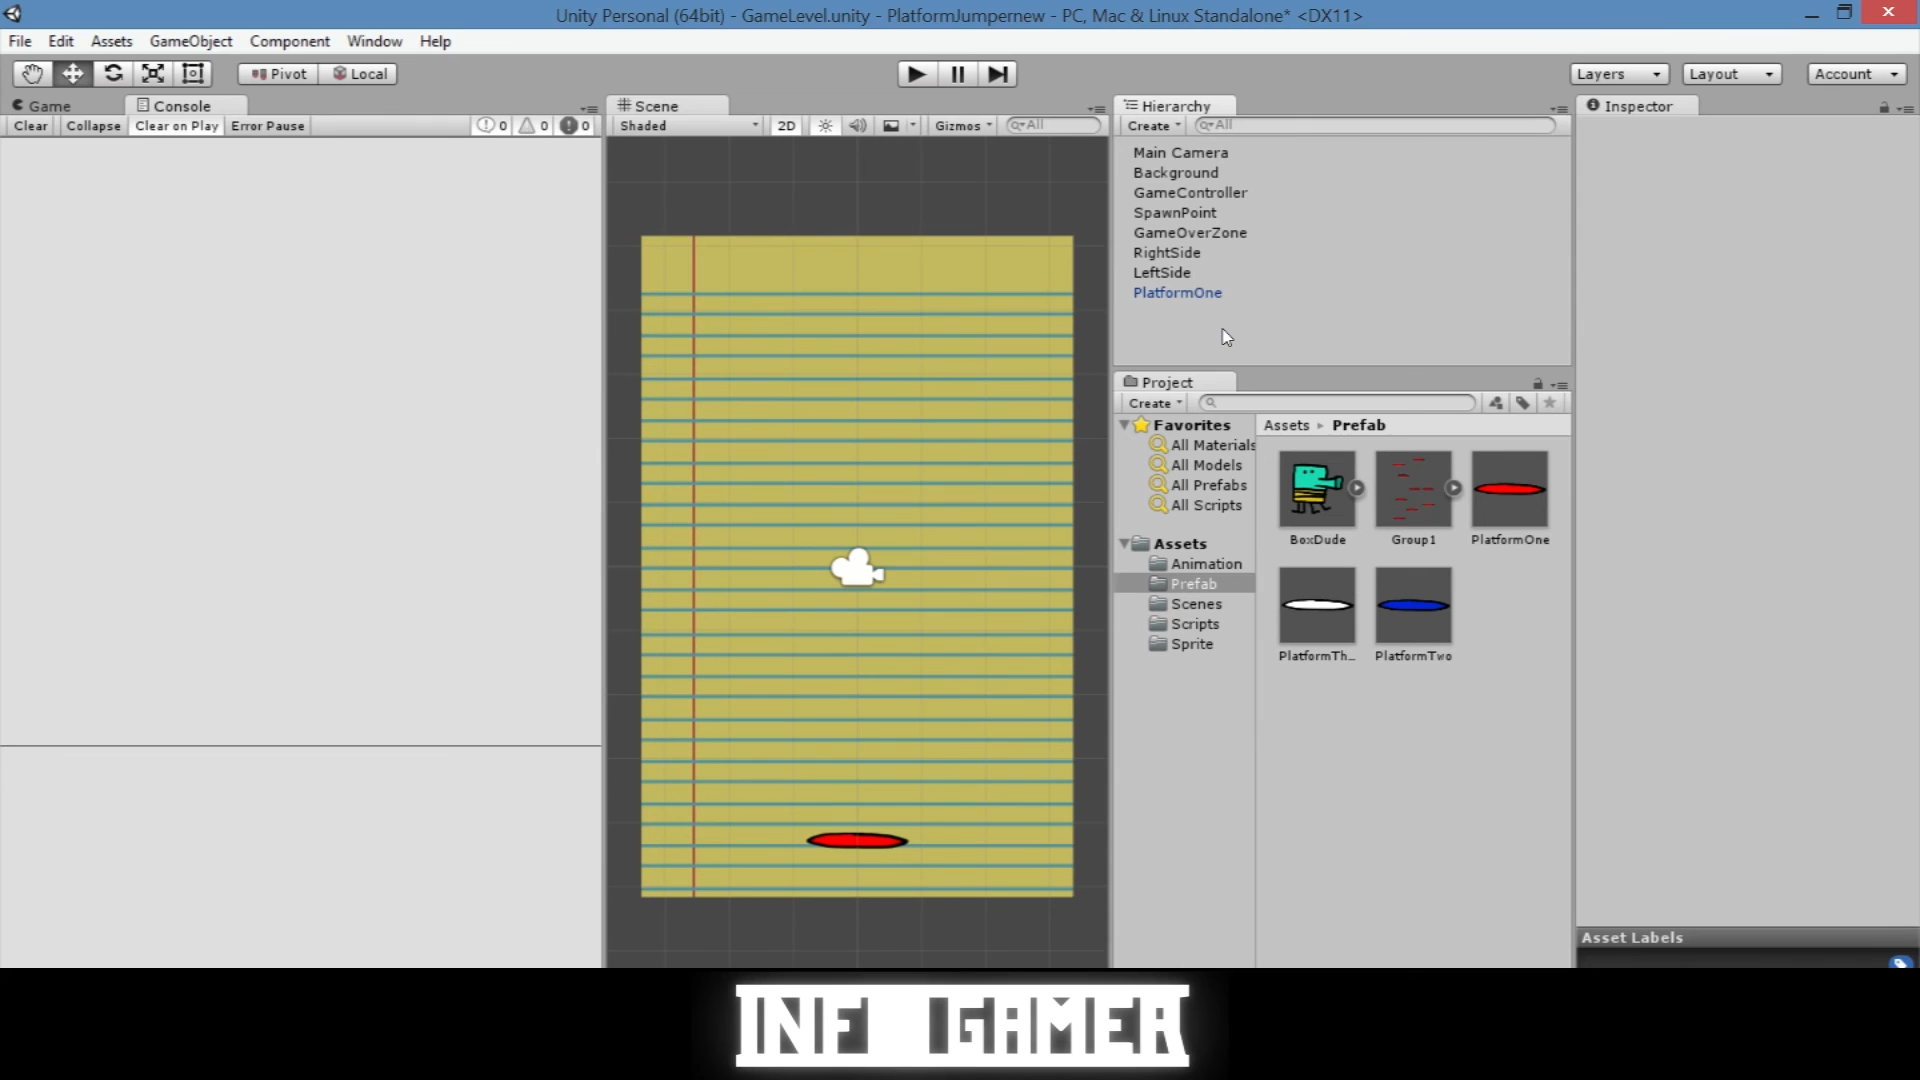 Unity Personal (64bit) - GameLevel.unity - PlatformJumpernew - PC, Mac & Linux Standalone* <DX11>
File Edit Assets GameObject Component Window Help
Pivot Local Layers Layout Account
Game Console Scene Hierarchy Inspector
Clear Collapse Clear on Play Error Pause 0 0 0 Shaded 2D Gizmos All Create All
Main Camera
Background
GameController
SpawnPoint
GameOverZone
RightSide
LeftSide
PlatformOne
Project
Create
Favorites
All Materials
All Models
All Prefabs
All Scripts
Assets
Animation
Prefab
Scenes
Scripts
Sprite
Assets Prefab
BoxDude Group1 PlatformOne
PlatformTh... PlatformTwo
Asset Labels
INF GAMER